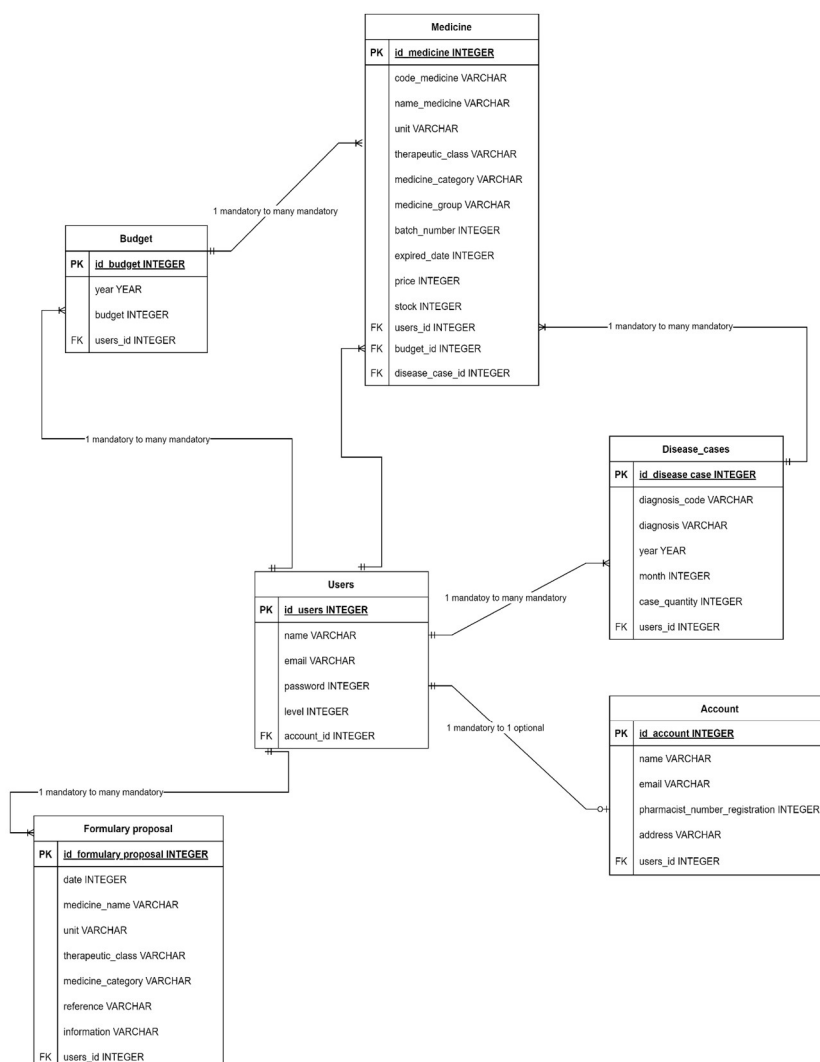 Medicine
PK id_medicine INTEGER
code_medicine VARCHAR
name_medicine VARCHAR
unit VARCHAR
therapeutic_class VARCHAR
medicine_category VARCHAR
medicine_group VARCHAR
batch_number INTEGER
expired_date INTEGER
price INTEGER
stock INTEGER
FK users_id INTEGER
FK budget_id INTEGER
FK disease_case_id INTEGER
1 mandatory to many mandatory
Budget
PK id_budget INTEGER
year YEAR
budget INTEGER
FK users_id INTEGER
1 mandatory to many mandatory
1 mandatory to many mandatory
Disease_cases
PK id_disease case INTEGER
diagnosis_code VARCHAR
diagnosis VARCHAR
year YEAR
month INTEGER
case_quantity INTEGER
FK users_id INTEGER
Users
PK id_users INTEGER
name VARCHAR
email VARCHAR
password INTEGER
level INTEGER
FK account_id INTEGER
1 mandatoy to many mandatory
1 mandatory to 1 optional
Account
PK id_account INTEGER
name VARCHAR
email VARCHAR
pharmacist_number_registration INTEGER
address VARCHAR
FK users_id INTEGER
1 mandatory to many mandatory
Formulary proposal
PK id_formulary proposal INTEGER
date INTEGER
medicine_name VARCHAR
unit VARCHAR
therapeutic_class VARCHAR
medicine_category VARCHAR
reference VARCHAR
information VARCHAR
FK users_id INTEGER